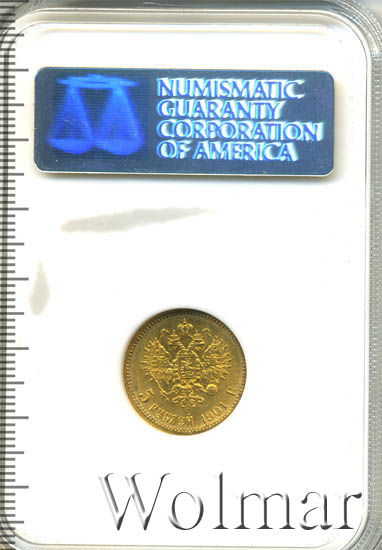 NUMISMATIC
GUARANTY
CORPORATION
OF AMERICA
5 РУБЛЕЙ 1901 Г.
Wolmar